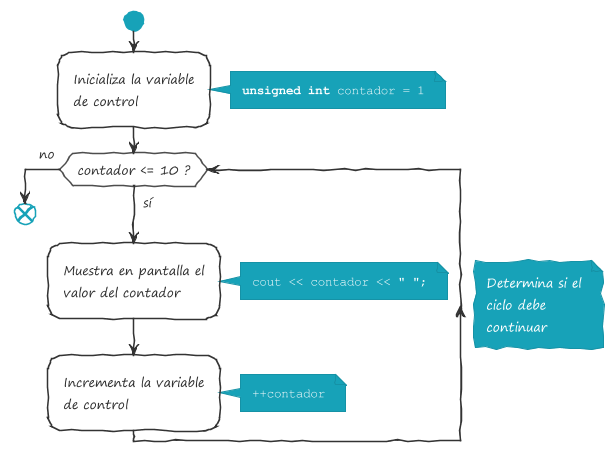 Inicializa la variable
de control
unsigned int contador = 1
no
contador <= 10 ?
sí
Muestra en pantalla el
valor del contador
cout << contador << " ";
Determina si el
ciclo debe
continuar
Incrementa la variable
de control
++contador